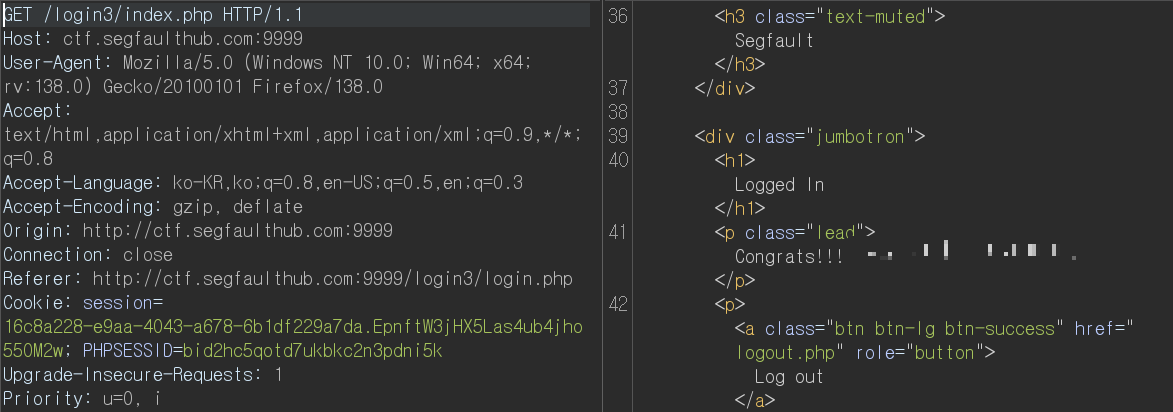 GET /login3/index.php HTTP/1.1
Host: ctf.segfaulthub.com:9999
User-Agent: Mozilla/5.0 (Windows NT 10.0; Win64; x64;
rv:138.0) Gecko/20100101 Firefox/138.0
Accept:
text/html,application/xhtml+xml,application/xml;q=0.9,*/*;
q=0.8
Accept-Language: ko-KR,ko;q=0.8,en-US;q=0.5,en;q=0.3
Accept-Encoding: gzip, deflate
Origin: http://ctf.segfaulthub.com:9999
Connection: close
Referer: http://ctf.segfaulthub.com:9999/login3/login.php
Cookie: session=
16c8a228-e9aa-4043-a678-6b1df229a7da.EpnftW3jHX5Las4ub4jho
550M2w; PHPSESSID=bid2hc5qotd7ukbkc2n3pdni5k
Upgrade-Insecure-Requests: 1
Priority: u=0, i
36 <h3 class="text-muted">
Segfault
</h3>
37 </div>
38
39 <div class="jumbotron">
40 <h1>
Logged In
</h1>
41 <p class="lead">
Congrats!!!
</p>
42 <p>
<a class="btn btn-lg btn-success" href="
logout.php" role="button">
Log out
</a>